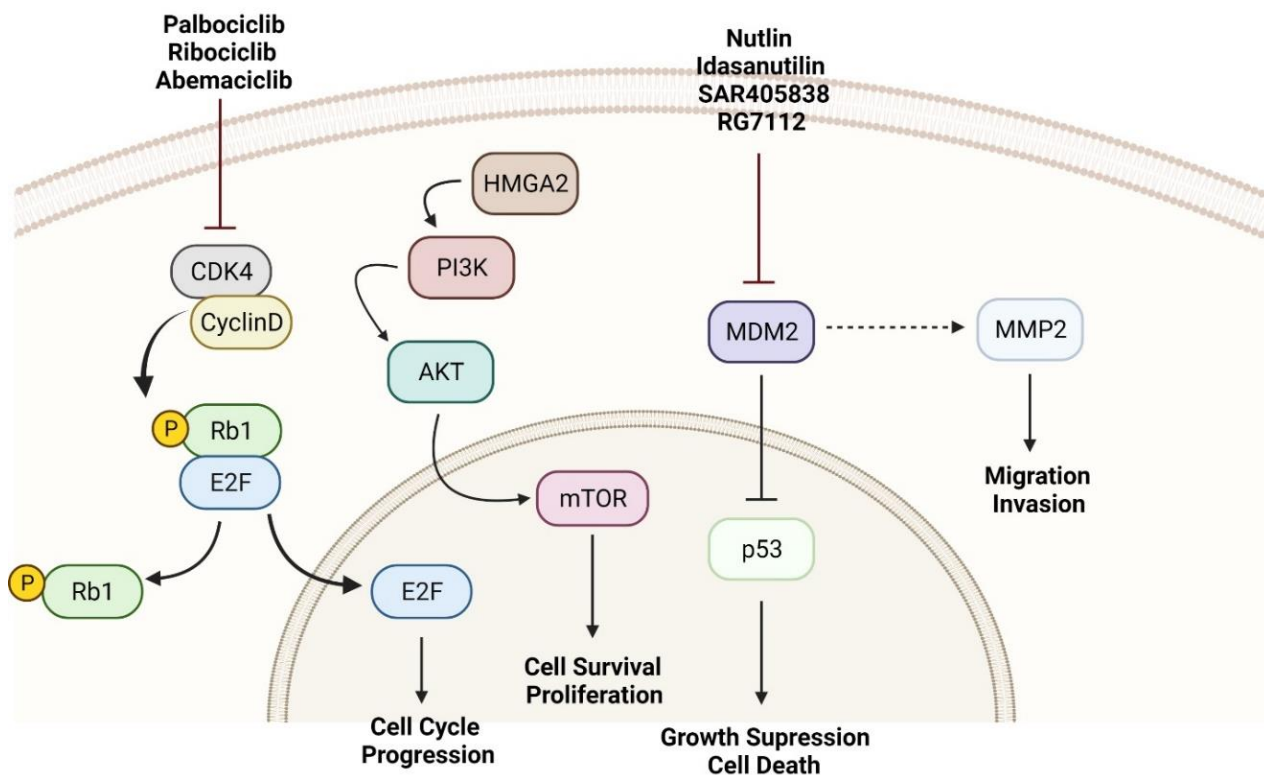 Palbociclib
Ribociclib
Abemaciclib
Nutlin
Idasanutilin
SAR405838
RG7112
HMGA2
PI3K
CDK4
CyclinD
MDM2
MMP2
AKT
P
Rb1
E2F
mTOR
Migration
Invasion
p53
P
Rb1
E2F
Cell Survival
Proliferation
Cell Cycle
Progression
Growth Supression
Cell Death